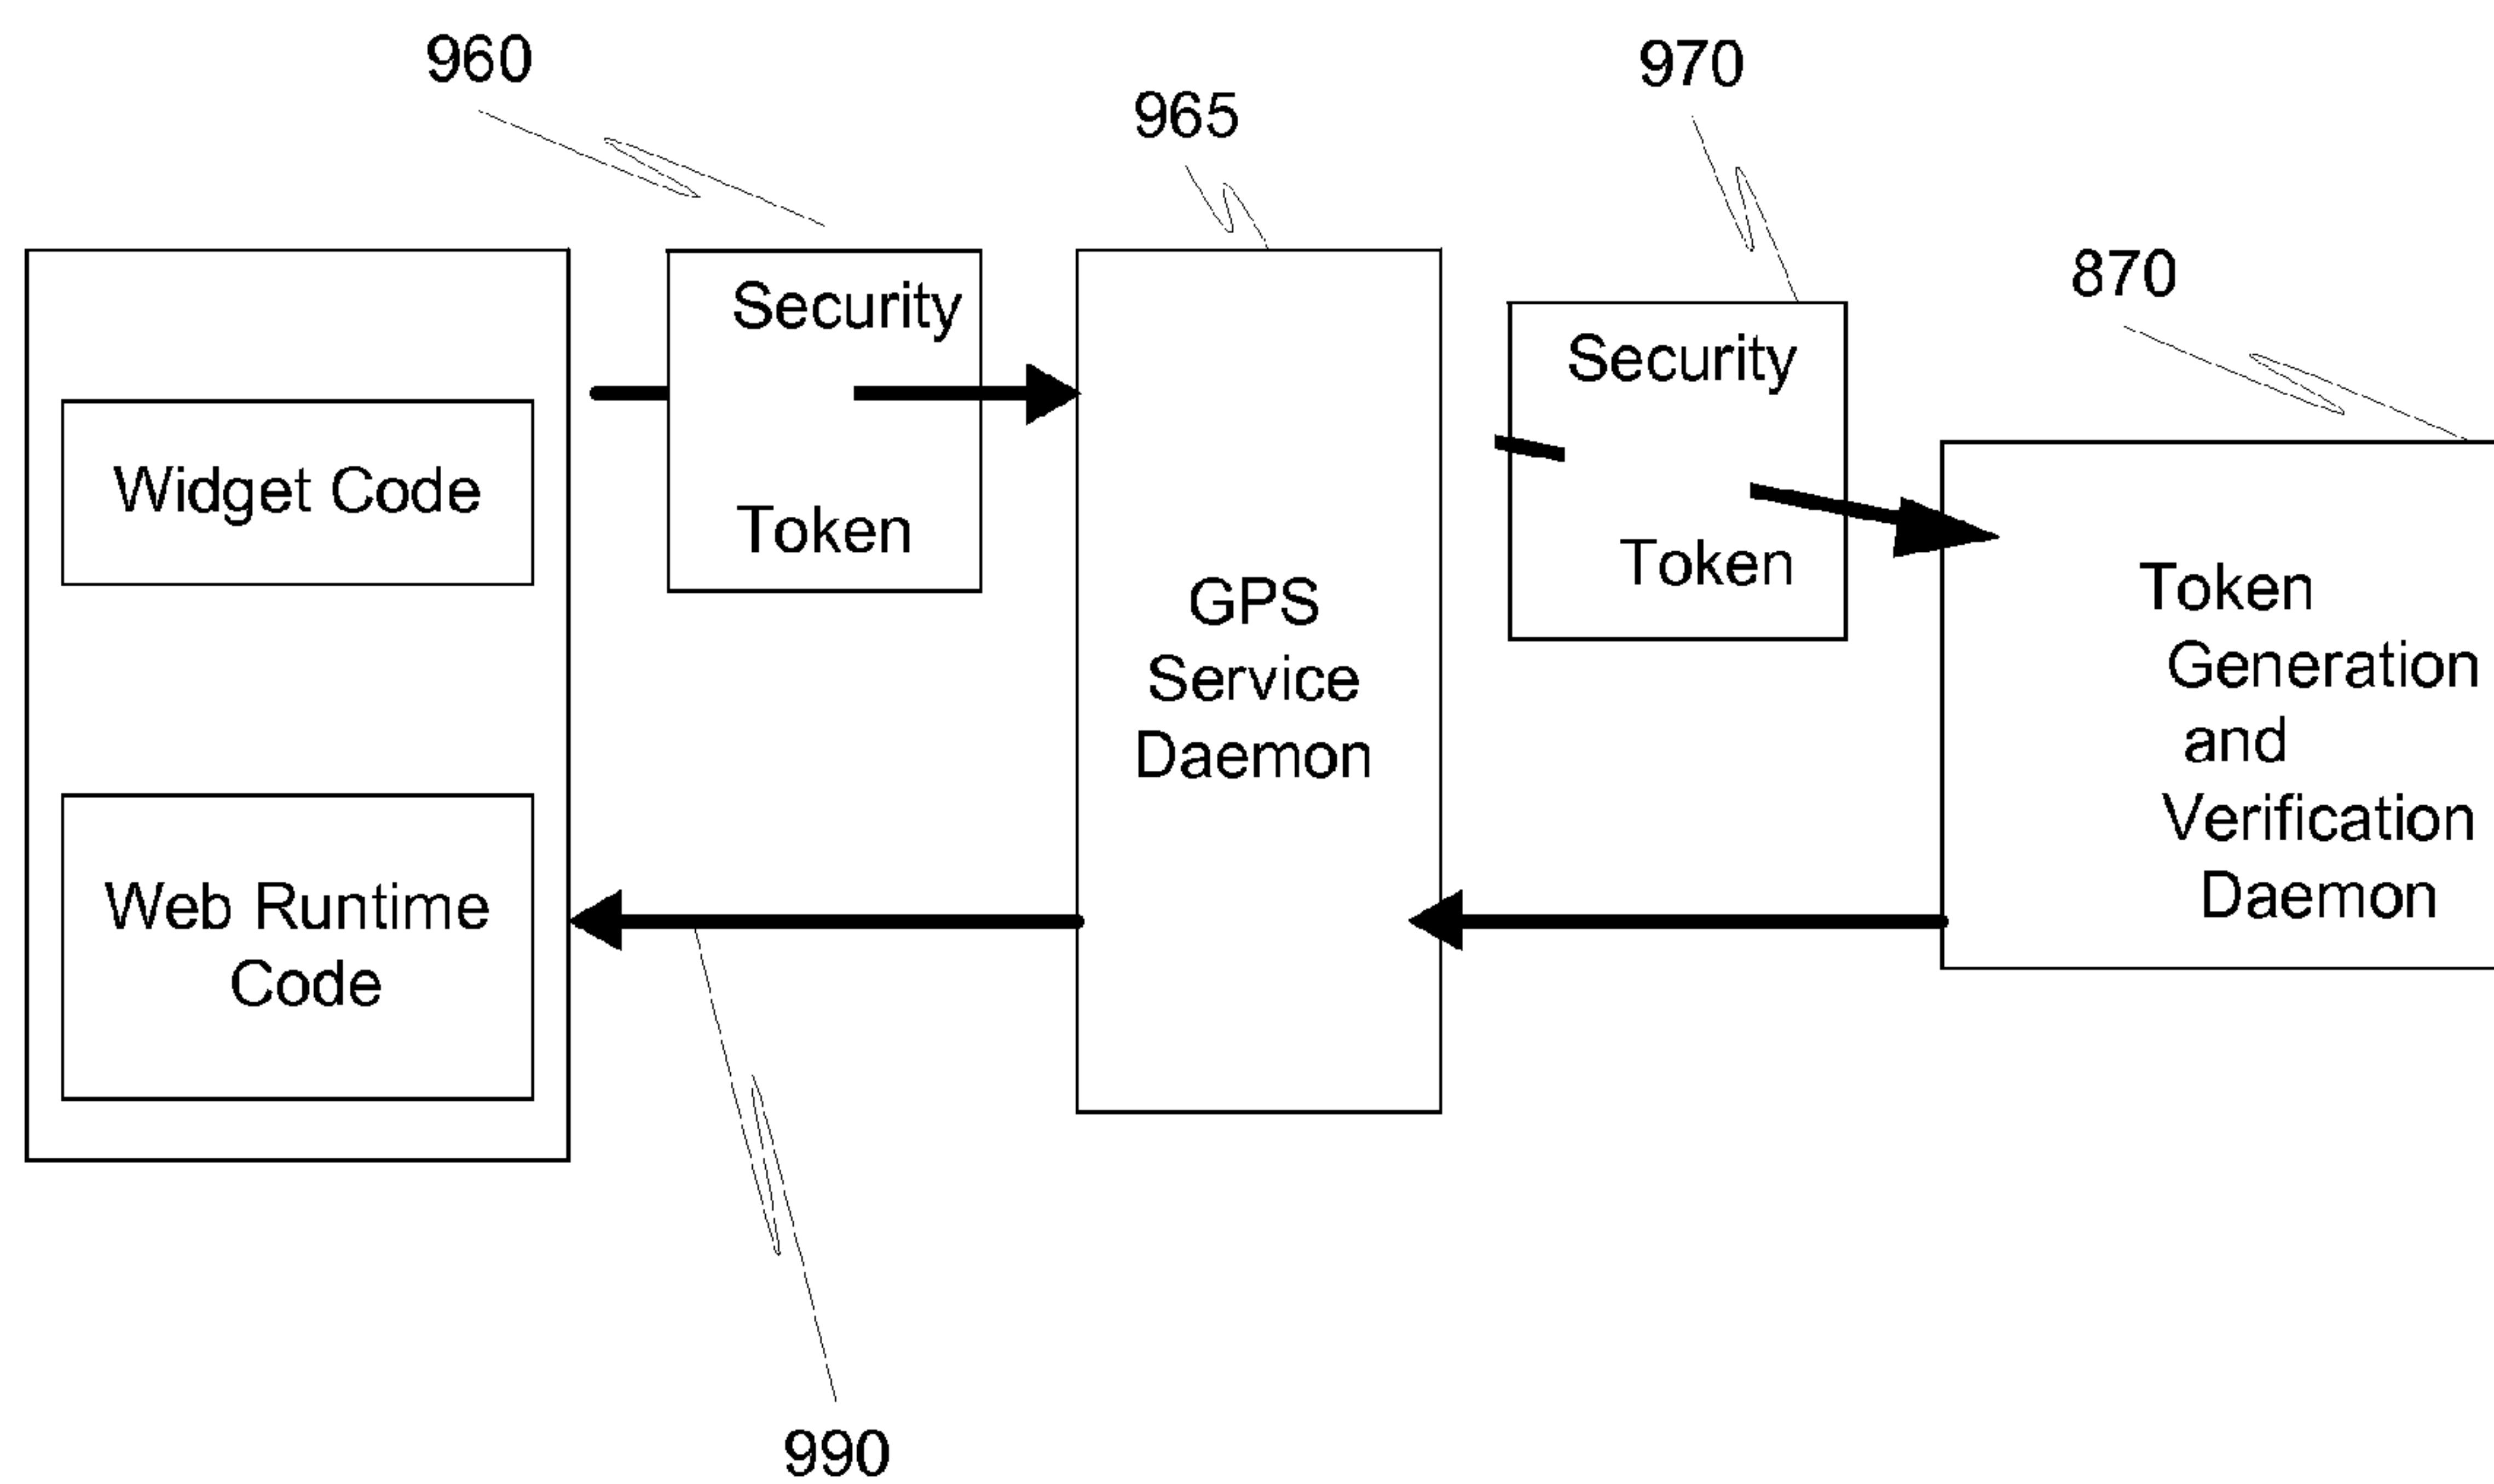 960
965
970
870
Security
Token
Security
Token
Widget Code
Web Runtime
Code
GPS
Service
Daemon
Token
Generation
and
Verification
Daemon
990